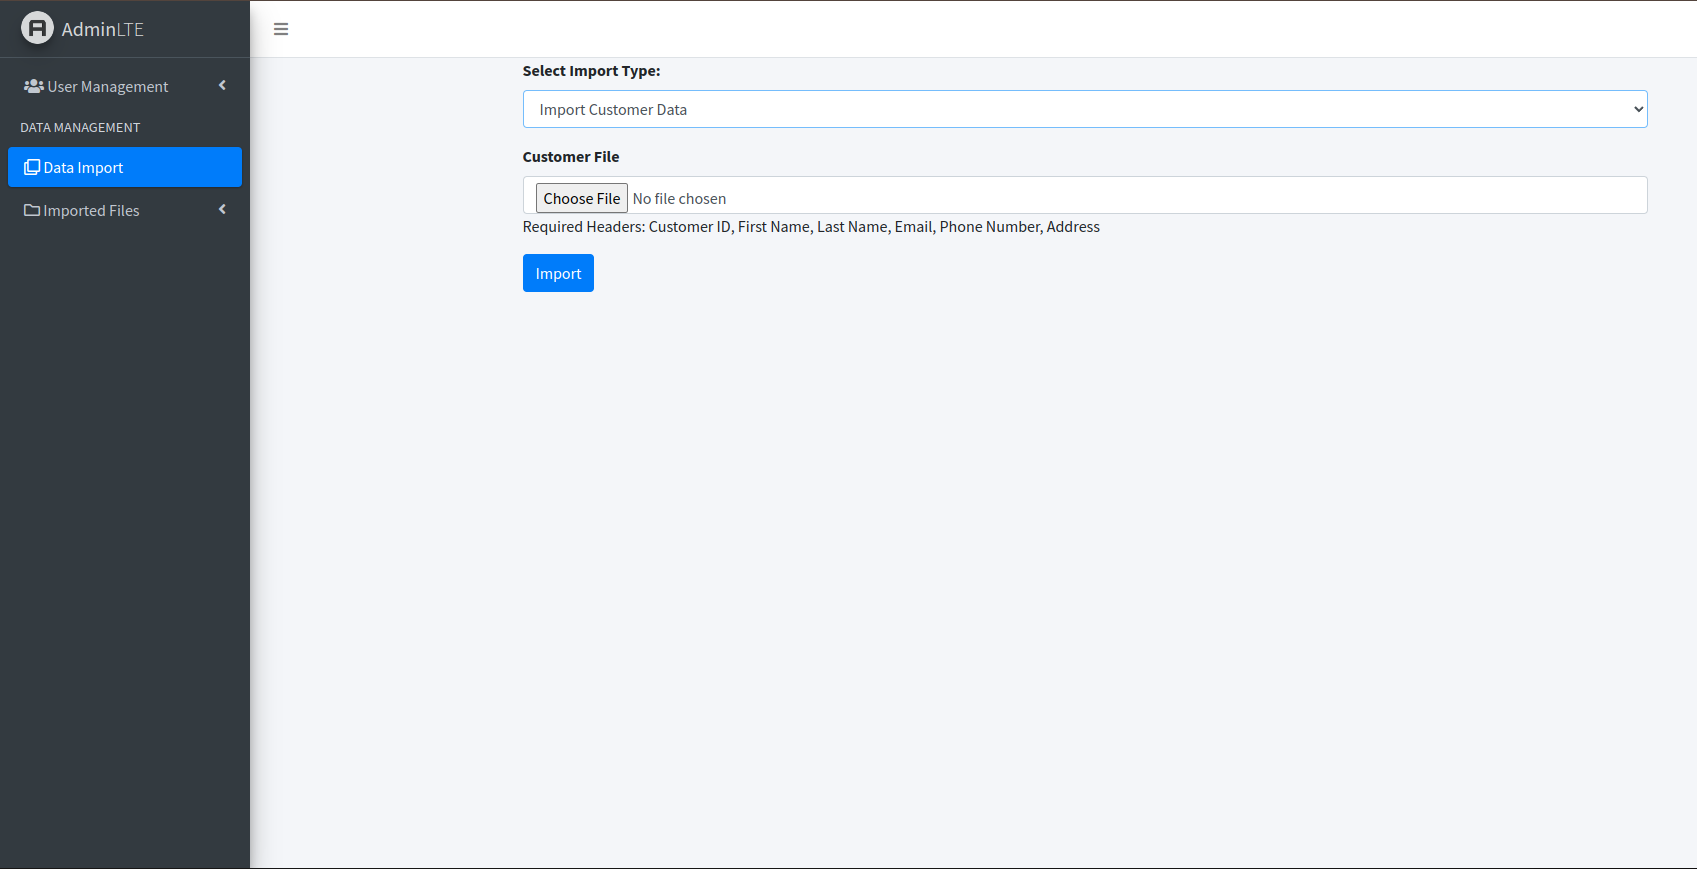 AdminLTE
User Management
DATA MANAGEMENT
Data Import
Imported Files
Select Import Type:
Import Customer Data
Customer File
Choose File No file chosen
Required Headers: Customer ID, First Name, Last Name, Email, Phone Number, Address
Import